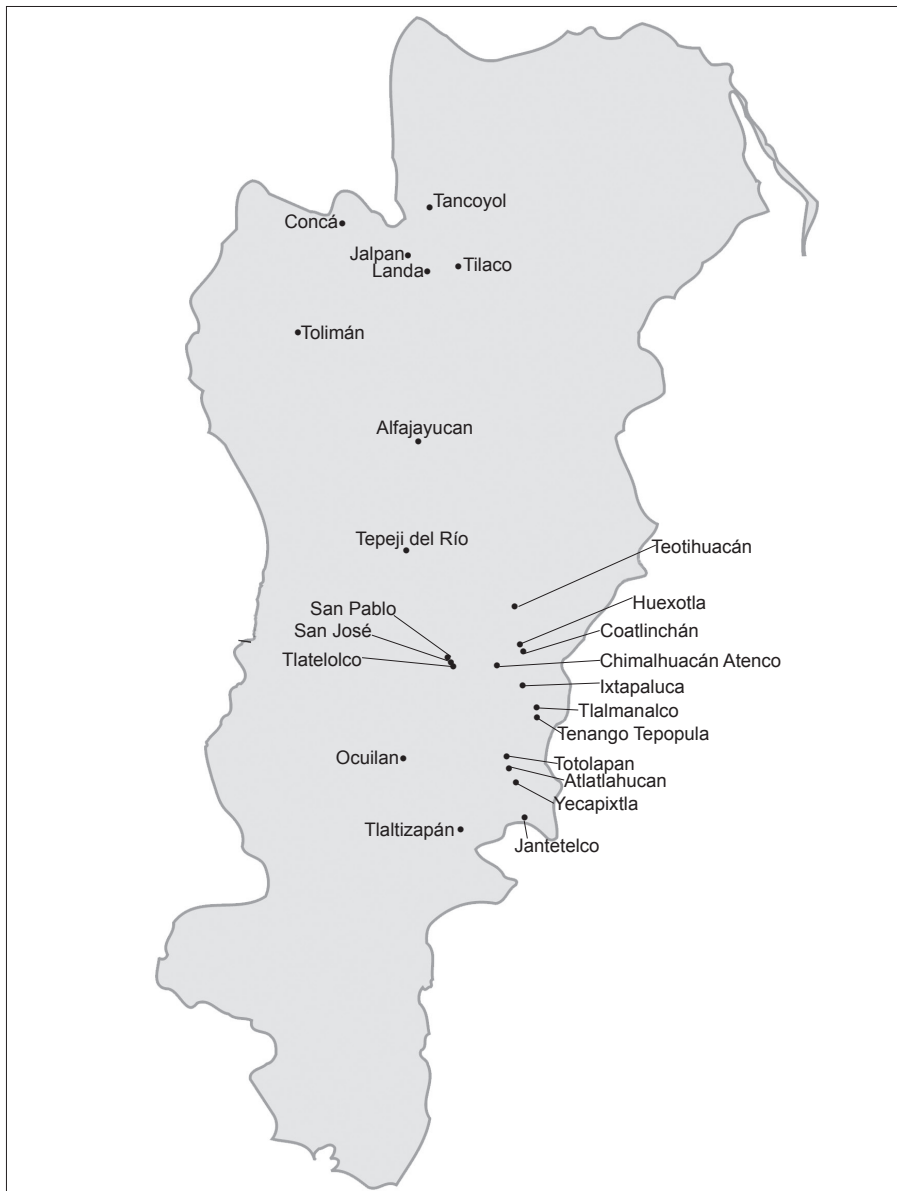 Tancoyol
Concá
Jalpan
Landa
Tilaco
Tolimán
Alfajayucan
Tepeji del Río
Teotihuacán
San Pablo
Huexotla
San José
Coatlinchán
Tlatelolco
Chimalhuacán Atenco
Ixtapaluca
Tlalmanalco
Tenango Tepopula
Ocuilan
Totolapan
Atlatlahucan
Yecapixtla
Tlaltizapán
Jantetelco